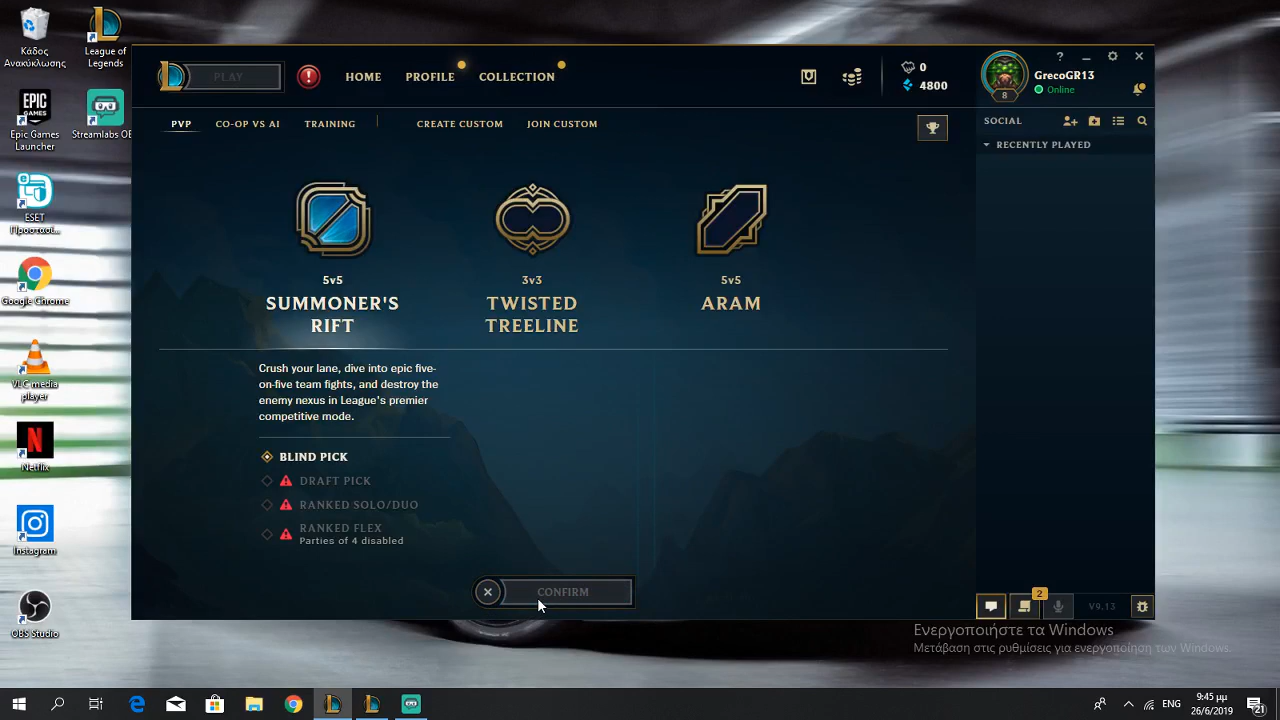 Κάδος
Ανακύκλωσης
League of
Legends
Epic Games
Launcher
Streamlabs OB
ESET
Προστασί...
Google Chrome
VLC media
player
Netflix
Instagram
OBS Studio
PLAY
HOME
PROFILE
COLLECTION
0
4800
PVP
CO-OP VS AI
TRAINING
CREATE CUSTOM
JOIN CUSTOM
5v5
SUMMONER'S
RIFT
3v3
TWISTED
TREELINE
5v5
ARAM
Crush your lane, dive into epic five-
on-five team fights, and destroy the
enemy nexus in League's premier
competitive mode.
BLIND PICK
DRAFT PICK
RANKED SOLO/DUO
RANKED FLEX
Parties of 4 disabled
CONFIRM
?
GrecoGR13
Online
8
SOCIAL
RECENTLY PLAYED
2
V9.13
Ενεργοποιήστε τα Windows
Μετάβαση στις ρυθμίσεις για ενεργοποίηση των Windows.
ENG
9:45 μμ
26/6/2019
21